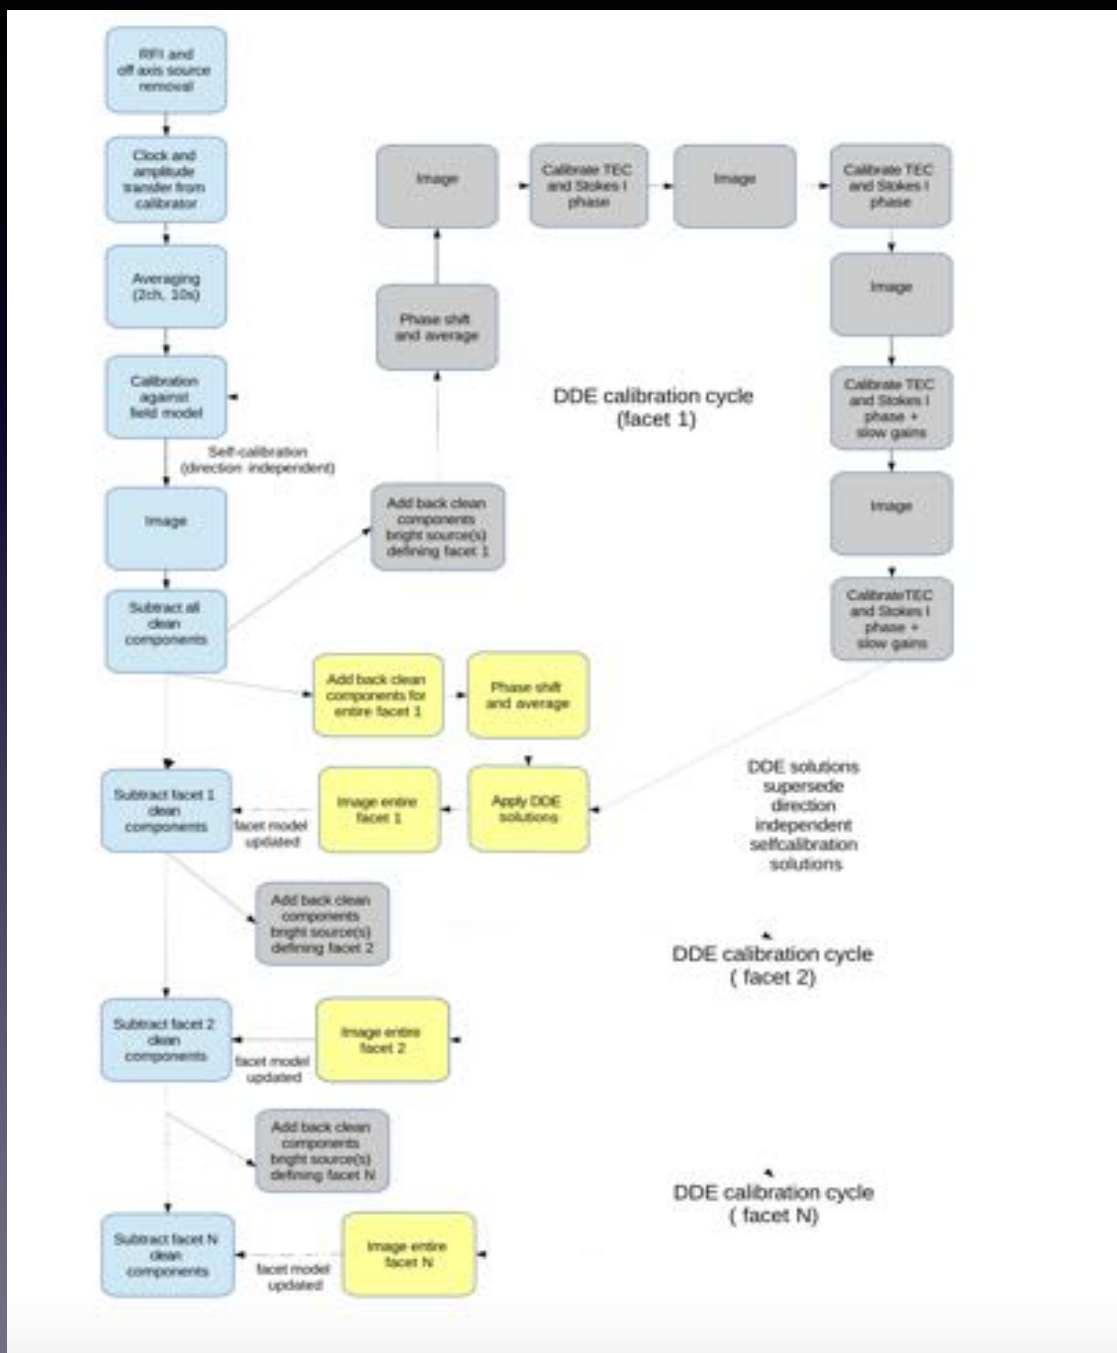 RFI and
off axis source
removal
Clock and
amplitude
transfer from
calibrator
Averaging
(2ch, 10s)
Calibration
against
field model
Self-calibration
(direction independent)
Image
Subtract all
clean
components
Add back clean
components
bright source(s)
defining facet 1
Phase shift
and average
Image
Calibrate TEC
and Stokes I
phase
Image
Calibrate TEC
and Stokes I
phase
Image
Calibrate TEC
and Stokes I
phase +
slow gains
Image
CalibrateTEC
and Stokes I
phase +
slow gains
DDE calibration cycle
(facet 1)
Add back clean
components for
entire facet 1
Phase shift
and average
Apply DDE
solutions
Image entire
facet 1
facet model
updated
Subtract facet 1
clean
components
DDE solutions
supersede
direction
independent
selfcalibration
solutions
Add back clean
components
bright source(s)
defining facet 2
DDE calibration cycle
( facet 2)
Image entire
facet 2
facet model
updated
Subtract facet 2
clean
components
Add back clean
components
bright source(s)
defining facet N
DDE calibration cycle
( facet N)
Image entire
facet N
facet model
updated
Subtract facet N
clean
components